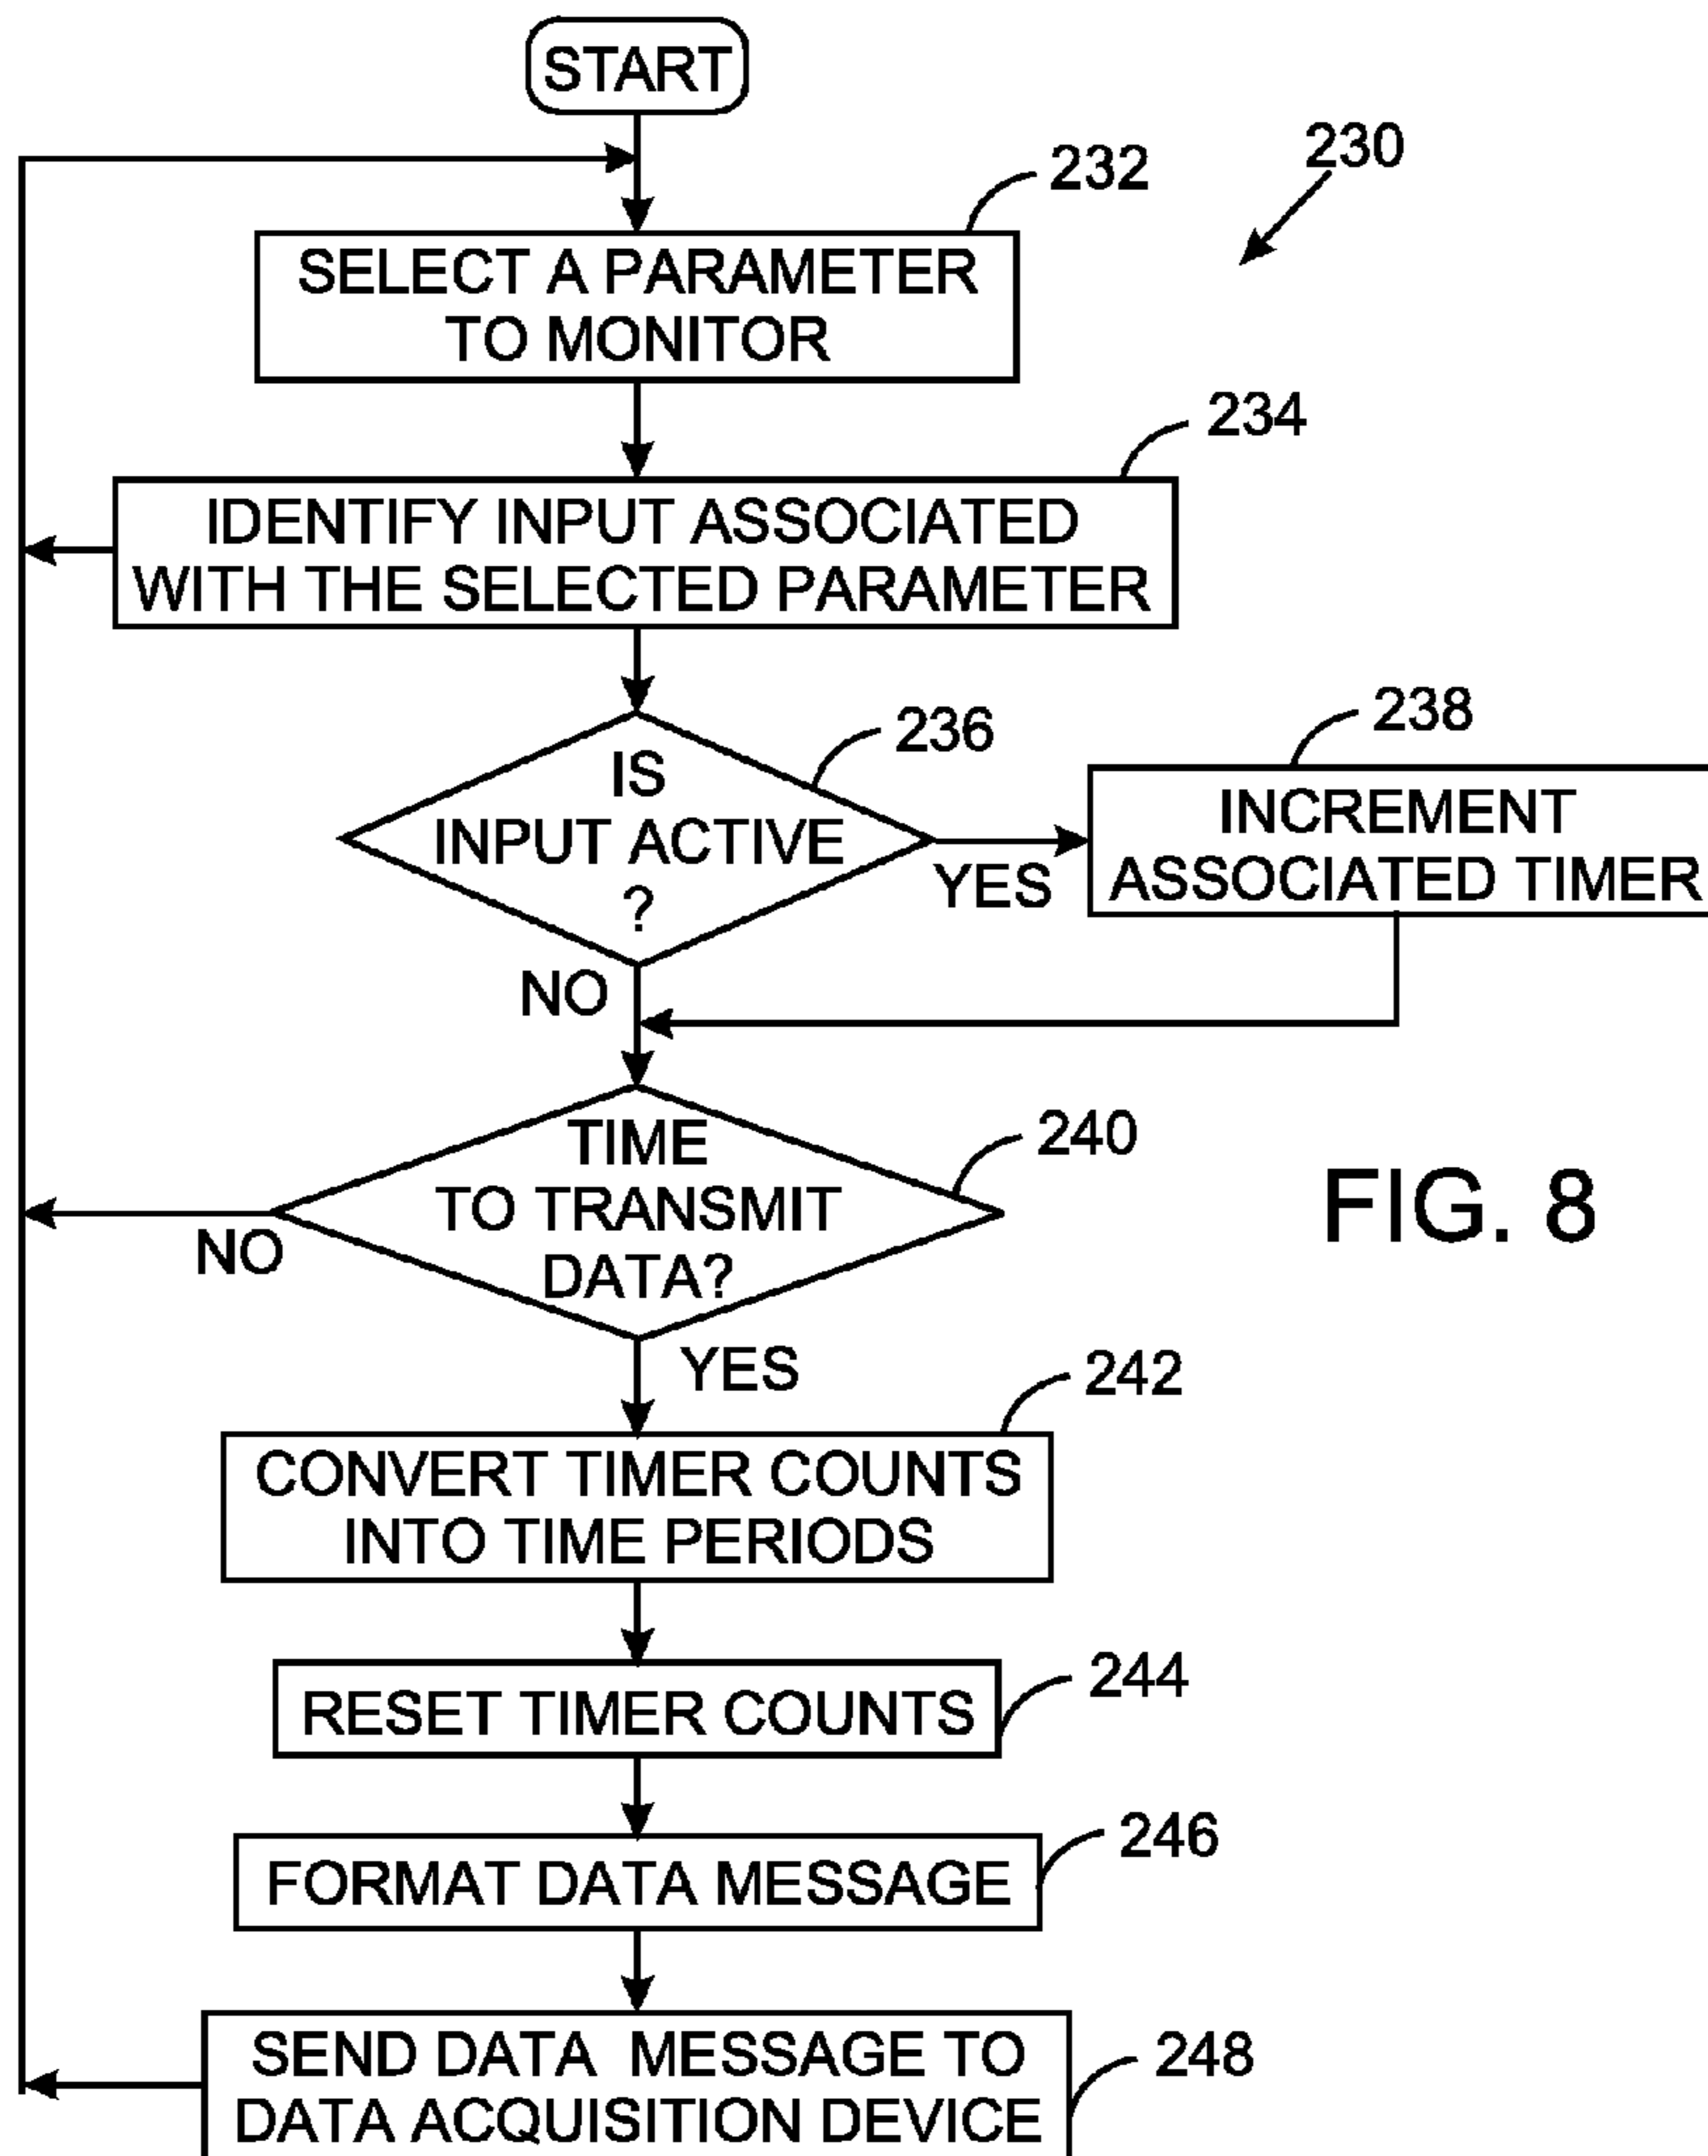 START
230
232
SELECT A PARAMETER
TO MONITOR
234
IDENTIFY INPUT ASSOCIATED
WITH THE SELECTED PARAMETER
236
IS
INPUT ACTIVE
?
YES
NO
238
INCREMENT
ASSOCIATED TIMER
240
TIME
TO TRANSMIT
DATA?
NO
YES
FIG. 8
242
CONVERT TIMER COUNTS
INTO TIME PERIODS
244
RESET TIMER COUNTS
246
FORMAT DATA MESSAGE
248
SEND DATA MESSAGE TO
DATA ACQUISITION DEVICE